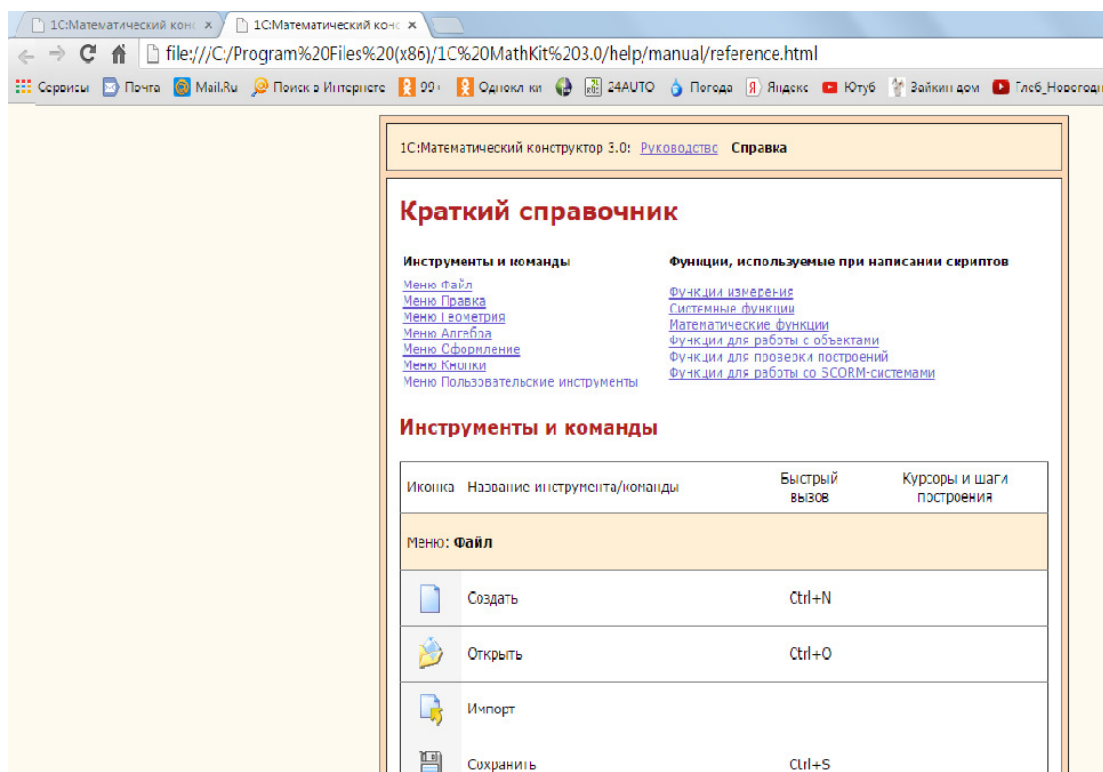 1С:Математический конс × 1С:Математический конс ×
file:///C:/Program%20Files%20(x86)/1C%20MathKit%203.0/help/manual/reference.html
Сервисы Почта Mail.Ru Поиск в Интернете 99+ Однокл ки 24AUTO Погода Яндекс Ютуб Зайкин дом Глеб_Новогодн
1С:Математический конструктор 3.0: Руководство Справка
Краткий справочник
Инструменты и команды
Меню Файл
Меню Правка
Меню Геометрия
Меню Алгебра
Меню Оформление
Меню Кнопки
Меню Пользовательские инструменты
Функции, используемые при написании скриптов
Функции измерения
Системные функции
Математические функции
Функции для работы с объектами
Функции для проверки построений
Функции для работы со SCORM-системами
Инструменты и команды
Иконка Название инструмента/команды Быстрый вызов Курсоры и шаги построения
Меню: Файл
Создать Ctrl+N
Открыть Ctrl+O
Импорт
Сохранить Ctrl+S